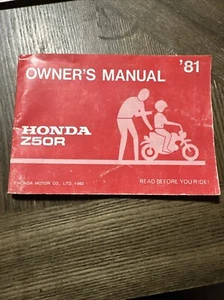 OWNER'S MANUAL '81
HONDA
Z50R
HONDA MOTOR CO., LTD. 1980
READ BEFORE YOU RIDE!